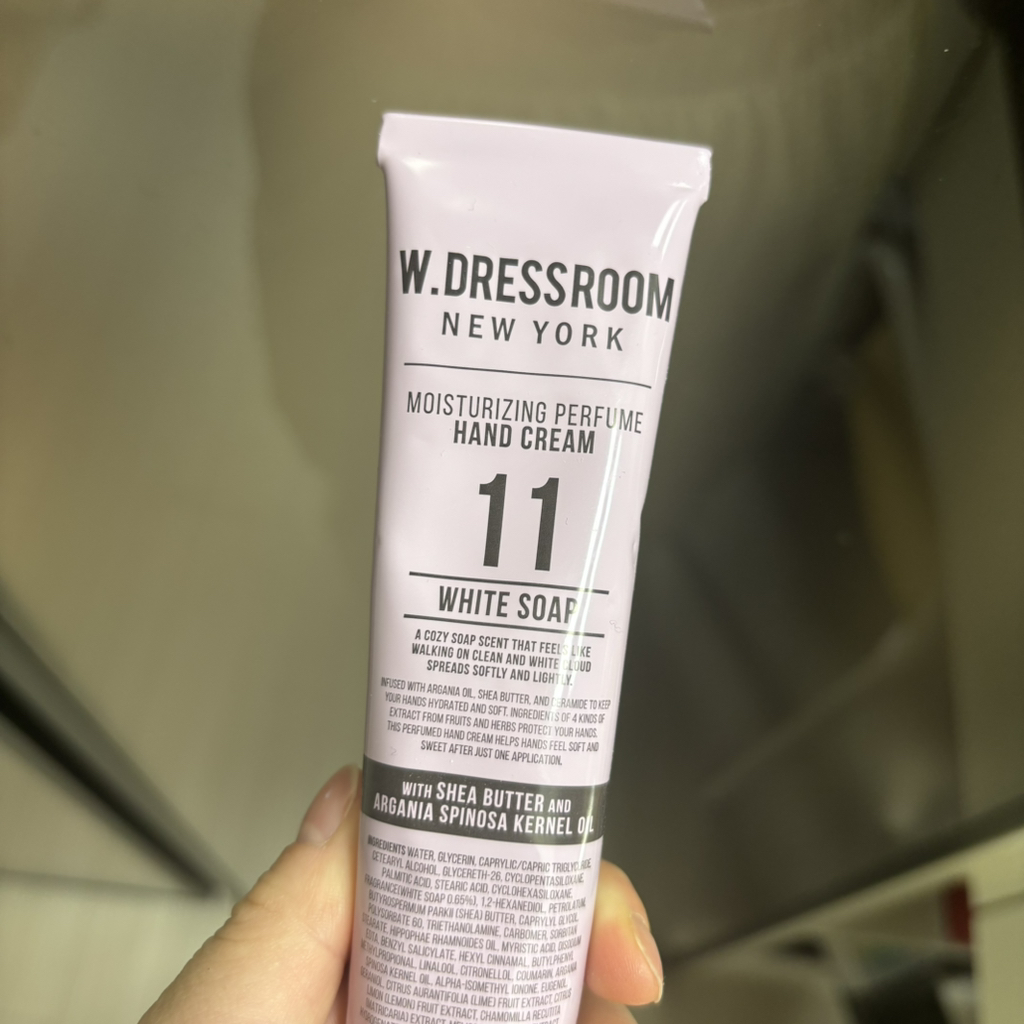 W.DRESSROOM
NEW YORK
MOISTURIZING PERFUME
HAND CREAM
11
WHITE SOAP
A COZY SOAP SCENT THAT FEELS LIKE
WALKING ON CLEAN AND WHITE CLOUD
SPREADS SOFTLY AND LIGHTLY.
INFUSED WITH ARGANIA OIL, SHEA BUTTER, AND CERAMIDE TO KEEP
YOUR HANDS HYDRATED AND SOFT. INGREDIENTS OF 4 KINDS OF
EXTRACT FROM FRUITS AND HERBS PROTECT YOUR HANDS.
THIS PERFUMED HAND CREAM HELPS HANDS FEEL SOFT AND
SWEET AFTER JUST ONE APPLICATION.
WITH SHEA BUTTER AND
ARGANIA SPINOSA KERNEL OIL
INGREDIENTS WATER, GLYCERIN, CAPRYLIC/CAPRIC TRIGLYCERIDE,
CETEARYL ALCOHOL, GLYCERETH-26, CYCLOPENTASILOXANE,
PALMITIC ACID, STEARIC ACID, CYCLOHEXASILOXANE,
FRAGRANCE(WHITE SOAP 0.65%), 1,2-HEXANEDIOL, PETROLATUM,
BUTYROSPERMUM PARKII (SHEA) BUTTER, CAPRYLYL GLYCOL,
POLYSORBATE 60, TRIETHANOLAMINE, CARBOMER, SORBITAN
STEARATE, HIPPOPHAE RHAMNOIDES OIL, MYRISTIC ACID, DISODIUM
EDTA, BENZYL SALICYLATE, HEXYL CINNAMAL, BUTYLPHENYL
METHYLPROPIONAL, LINALOOL, CITRONELLOL, COUMARIN, ARGANIA
SPINOSA KERNEL OIL, ALPHA-ISOMETHYL IONONE, EUGENOL,
GERANIOL, CITRUS AURANTIFOLIA (LIME) FRUIT EXTRACT, CITRUS
LIMON (LEMON) FRUIT EXTRACT, CHAMOMILLA RECUTITA
(MATRICARIA) EXTRACT,